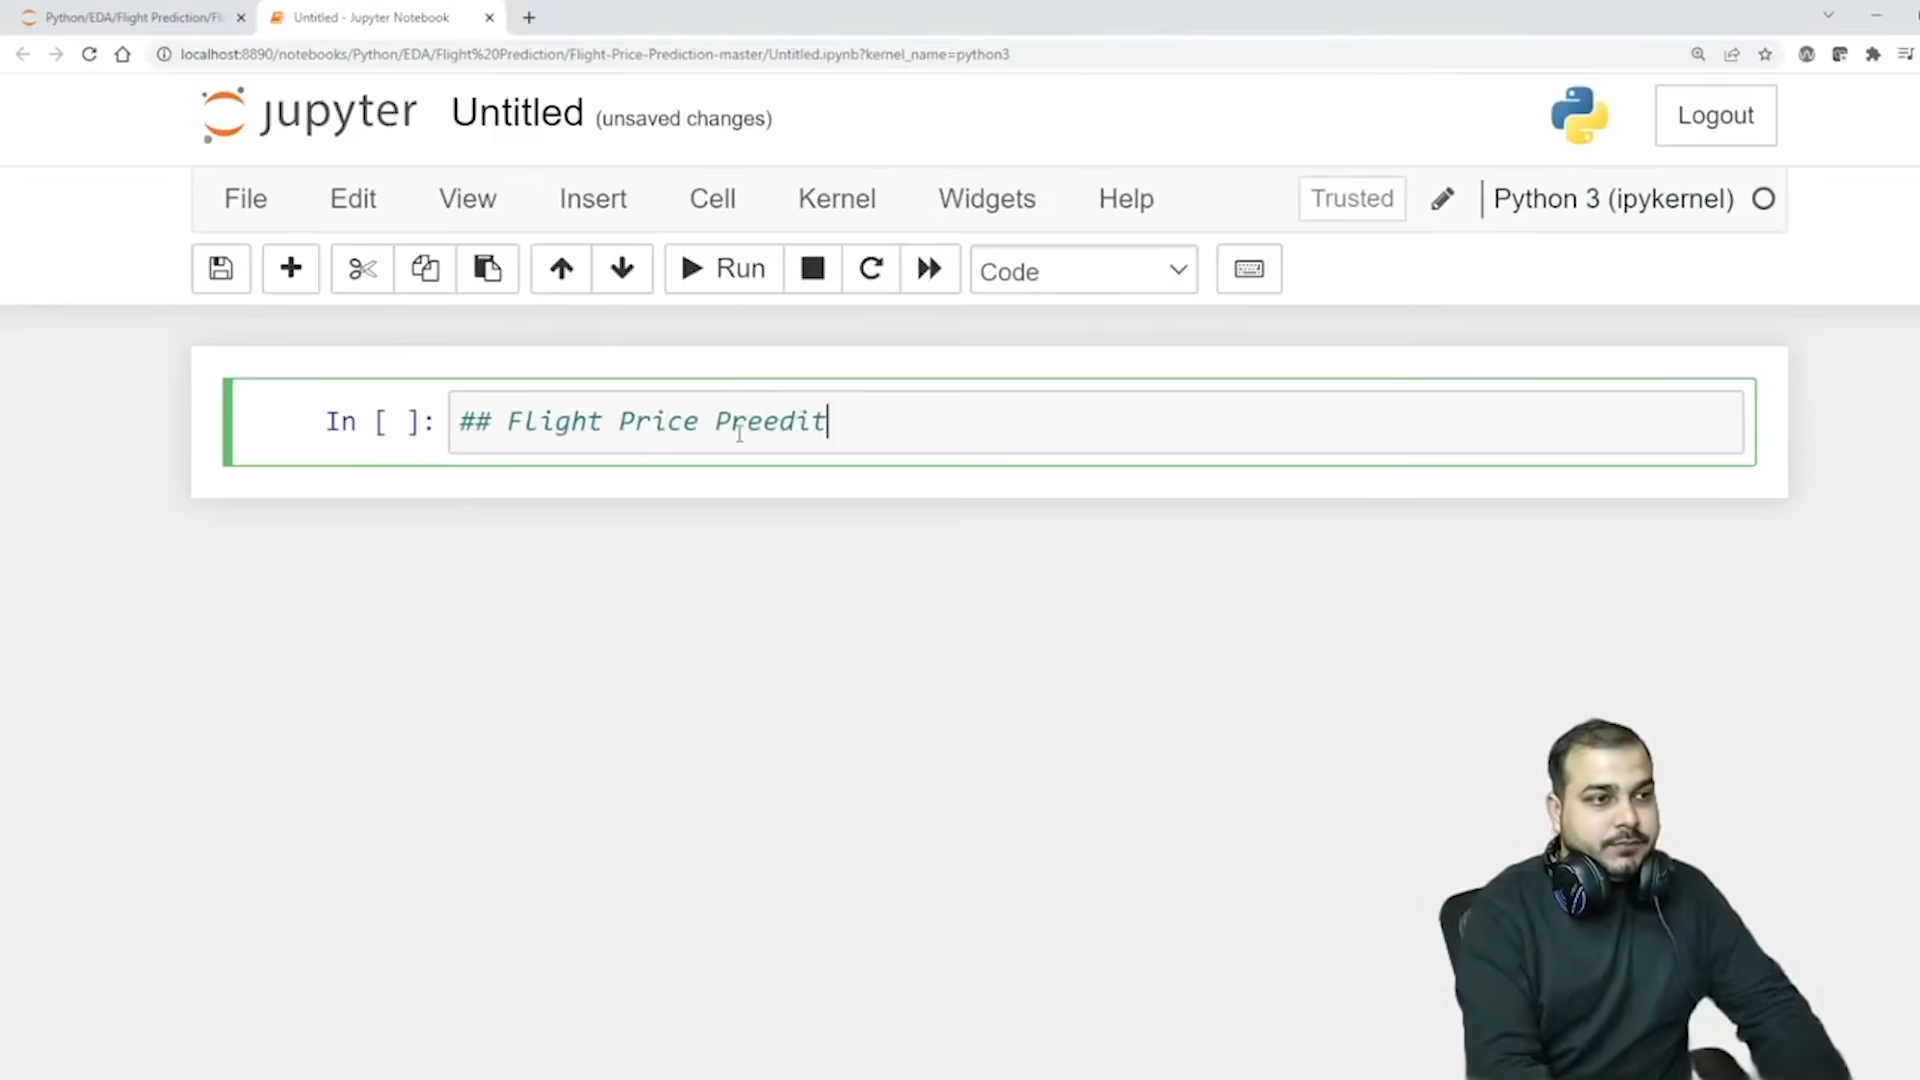 Python/EDA/Flight Prediction/Fl
Untitled - Jupyter Notebook
localhost:8890/notebooks/Python/EDA/Flight%20Prediction/Flight-Price-Prediction-master/Untitled.ipynb?kernel_name=python3
jupyter Untitled (unsaved changes)
Logout
File Edit View Insert Cell Kernel Widgets Help Trusted Python 3 (ipykernel)
Run Code
In [ ]: ## Flight Price Preedit